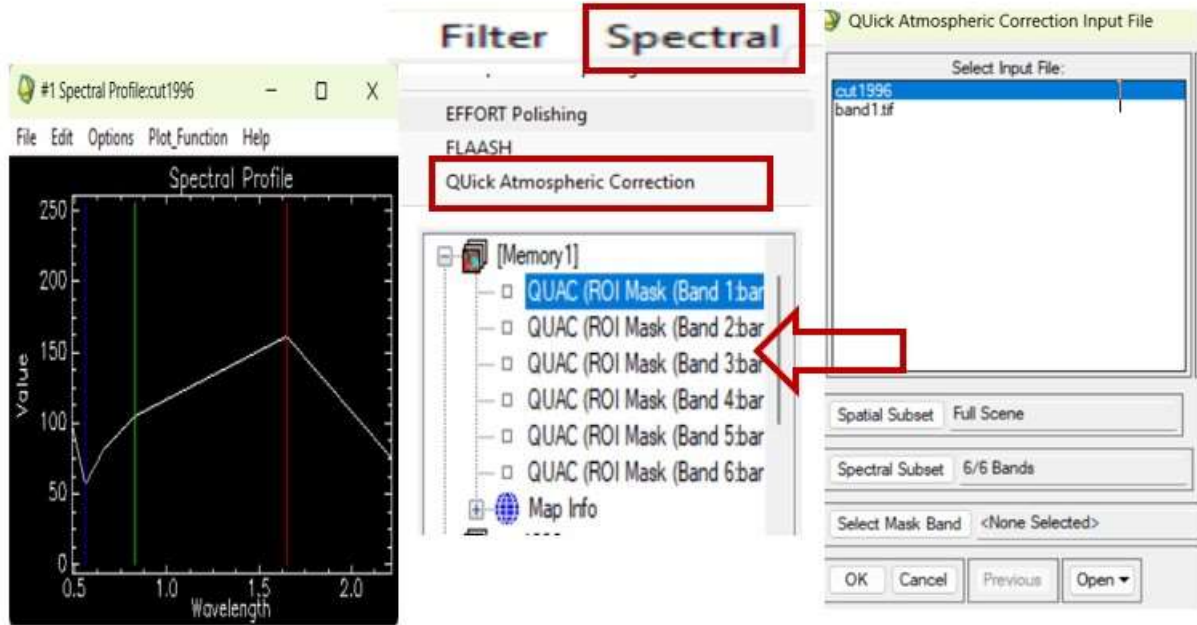 #1 Spectral Profile:cut1996
File Edit Options Plot_Function Help
Spectral Profile
250
200
150
100
50
0
Value
0.5 1.0 1.5 2.0
Wavelength
Filter Spectral
EFFORT Polishing
FLAASH
QUick Atmospheric Correction
[Memory1]
QUAC (ROI Mask (Band 1:bar
QUAC (ROI Mask (Band 2:bar
QUAC (ROI Mask (Band 3:bar
QUAC (ROI Mask (Band 4:bar
QUAC (ROI Mask (Band 5:bar
QUAC (ROI Mask (Band 6:bar
Map Info
QUick Atmospheric Correction Input File
Select Input File:
cut1996
band1.tif
Spatial Subset Full Scene
Spectral Subset 6/6 Bands
Select Mask Band <None Selected>
OK Cancel Previous Open